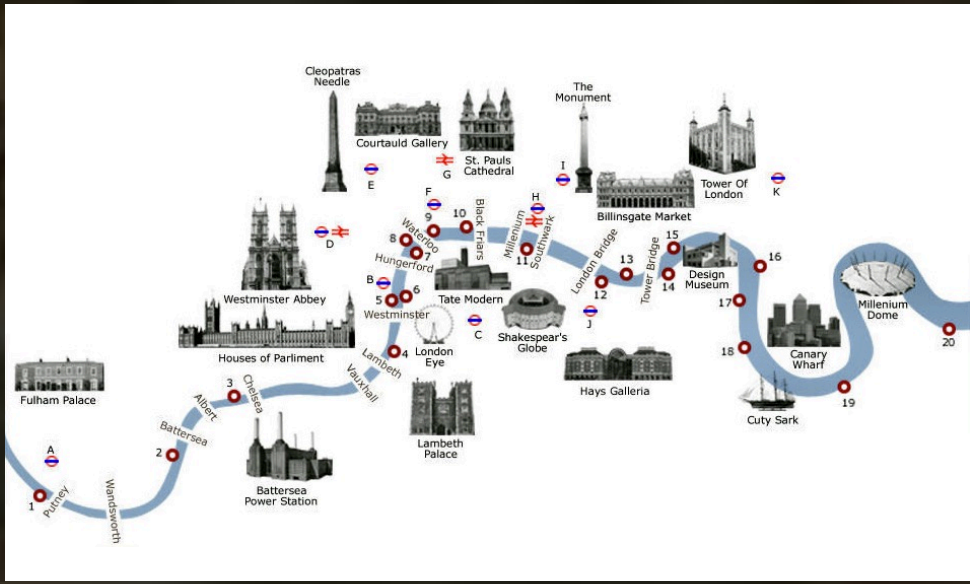 Cleopatras
Needle
Courtauld Gallery
St. Pauls
Cathedral
The
Monument
Billinsgate Market
Tower Of
London
E
G
I
K
F
H
D
Westminster Abbey
8
Waterloo
9
10
Black Friars
7
Hungerford
Millenium
Southwark
11
London Bridge
12
13
Tower Bridge
14
15
Design
Museum
16
B
5
6
Westminster
Tate Modern
C
Shakespear's
Globe
J
17
Millenium
Dome
Houses of Parliment
London
Eye
4
Lambeth
Vauxhall
Hays Galleria
18
Canary
Wharf
20
19
Cuty Sark
Fulham Palace
3
Chelsea
Albert
Battersea
2
Lambeth
Palace
A
1
Putney
Wandsworth
Battersea
Power Station